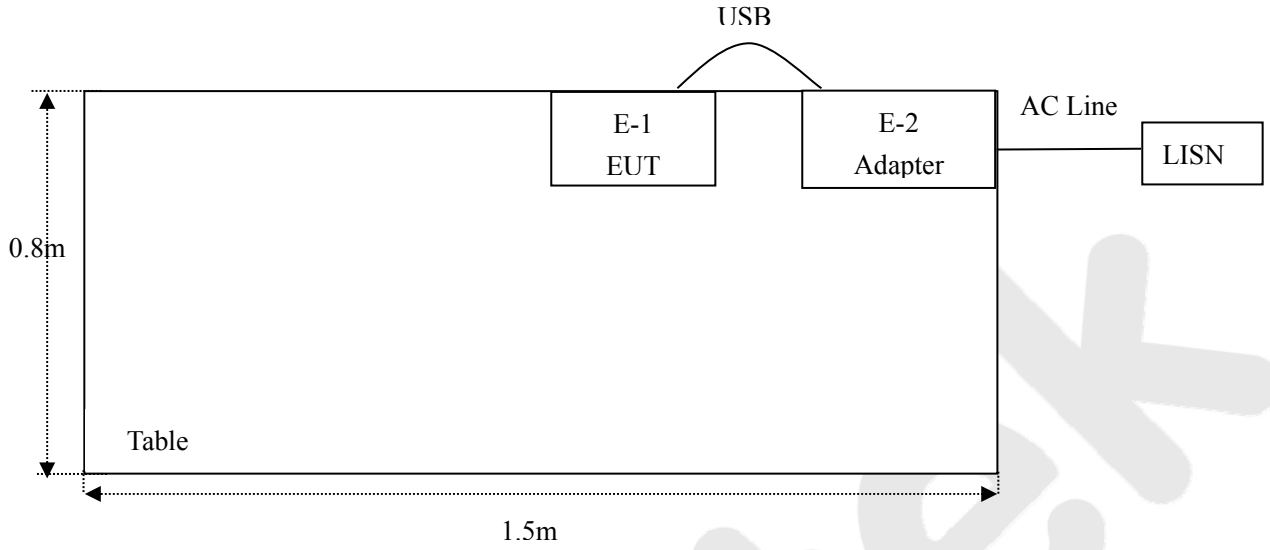 USB
E-1
EUT
E-2
Adapter
AC Line
LISN
0.8m
Table
1.5m